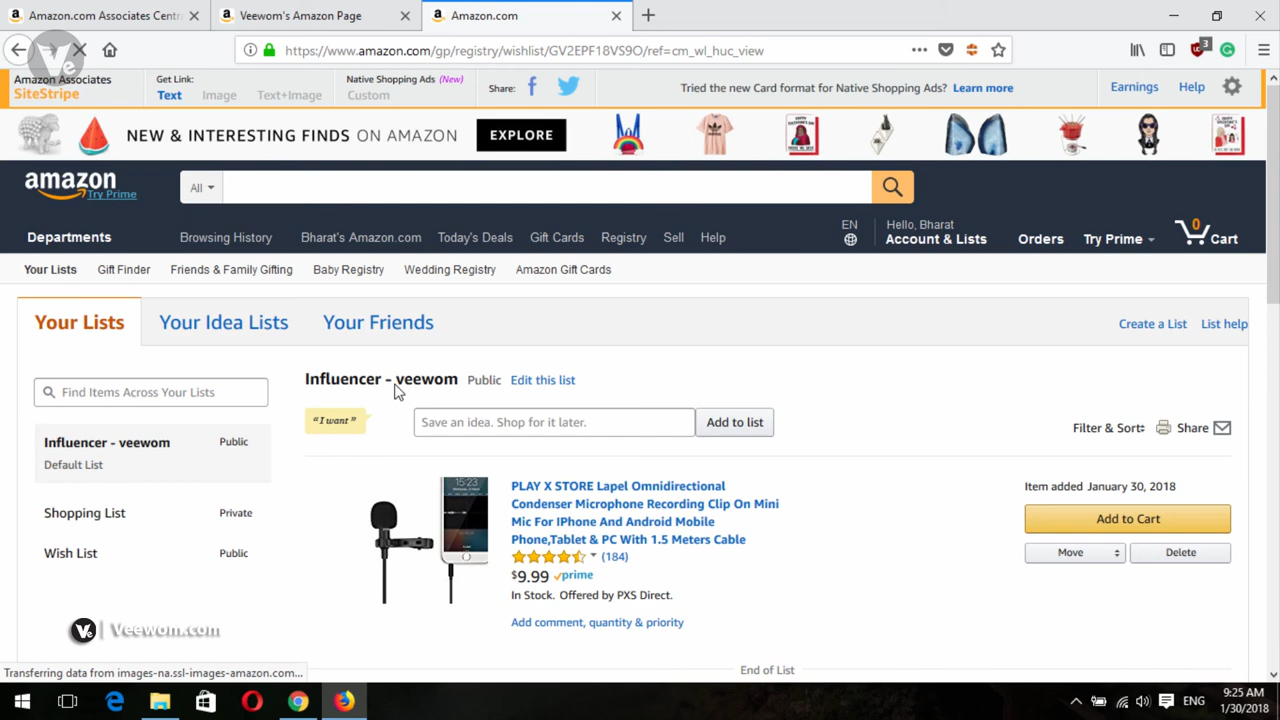 Amazon.com Associates Centr
Veewom's Amazon Page
Amazon.com
https://www.amazon.com/gp/registry/wishlist/GV2EPF18VS9O/ref=cm_wl_huc_view
3
Amazon Associates
SiteStripe
Get Link:
Text
Image
Text+Image
Native Shopping Ads (New)
Custom
Share:
Tried the new Card format for Native Shopping Ads? Learn more
Earnings
Help
NEW & INTERESTING FINDS ON AMAZON
EXPLORE
amazon
Try Prime
All
Departments
Browsing History
Bharat's Amazon.com
Today's Deals
Gift Cards
Registry
Sell
Help
EN
Hello, Bharat
Account & Lists
Orders
Try Prime
0
Cart
Your Lists
Gift Finder
Friends & Family Gifting
Baby Registry
Wedding Registry
Amazon Gift Cards
Your Lists
Your Idea Lists
Your Friends
Create a List
List help
Find Items Across Your Lists
Influencer - veewom
Public
Default List
Shopping List
Private
Wish List
Public
Influencer - veewom
Public
Edit this list
"I want"
Save an idea. Shop for it later.
Add to list
Filter & Sort:
Share
15:23
PLAY X STORE Lapel Omnidirectional
Condenser Microphone Recording Clip On Mini
Mic For IPhone And Android Mobile
Phone,Tablet & PC With 1.5 Meters Cable
(184)
$9.99 prime
In Stock. Offered by PXS Direct.
Add comment, quantity & priority
Item added January 30, 2018
Add to Cart
Move
Delete
End of List
Ve | Veewom.com
Transferring data from images-na.ssl-images-amazon.com...
ENG
9:25 AM
1/30/2018